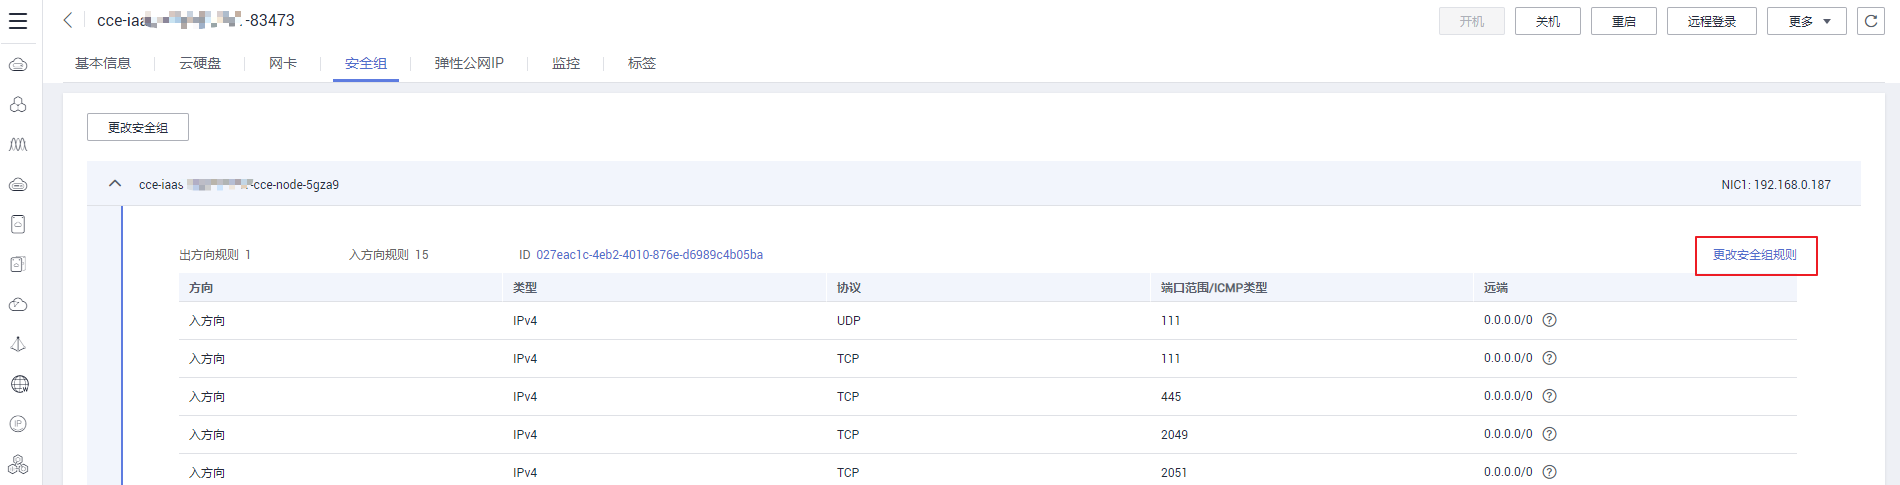 cce-iaa -83473
开机 关机 重启 远程登录 更多
基本信息 云硬盘 网卡 安全组 弹性公网IP 监控 标签
更改安全组
cce-iaas -cce-node-5gza9 NIC1: 192.168.0.187
出方向规则 1 入方向规则 15 ID 027eac1c-4eb2-4010-876e-d6989c4b05ba 更改安全组规则
方向 类型 协议 端口范围/ICMP类型 远端
入方向 IPv4 UDP 111 0.0.0.0/0
入方向 IPv4 TCP 111 0.0.0.0/0
入方向 IPv4 TCP 445 0.0.0.0/0
入方向 IPv4 TCP 2049 0.0.0.0/0
入方向 IPv4 TCP 2051 0.0.0.0/0